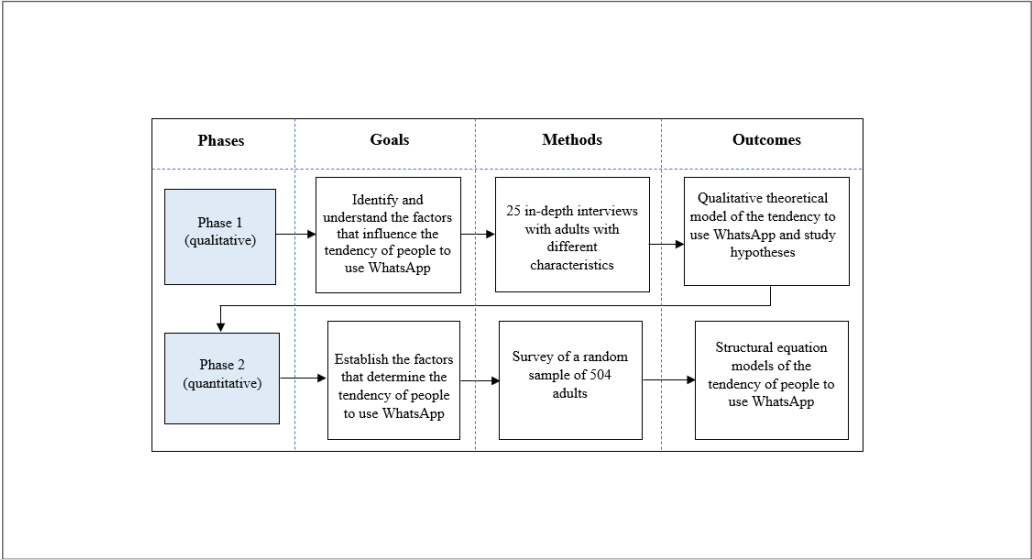 Phases
Goals
Methods
Outcomes
Phase 1
(qualitative)
Identify and
understand the factors
that influence the
tendency of people to
use WhatsApp
25 in-depth interviews
with adults with
different
characteristics
Qualitative theoretical
model of the tendency to
use WhatsApp and study
hypotheses
Phase 2
(quantitative)
Establish the factors
that determine the
tendency of people
to use WhatsApp
Survey of a random
sample of 504
adults
Structural equation
models of the
tendency of people to
use WhatsApp